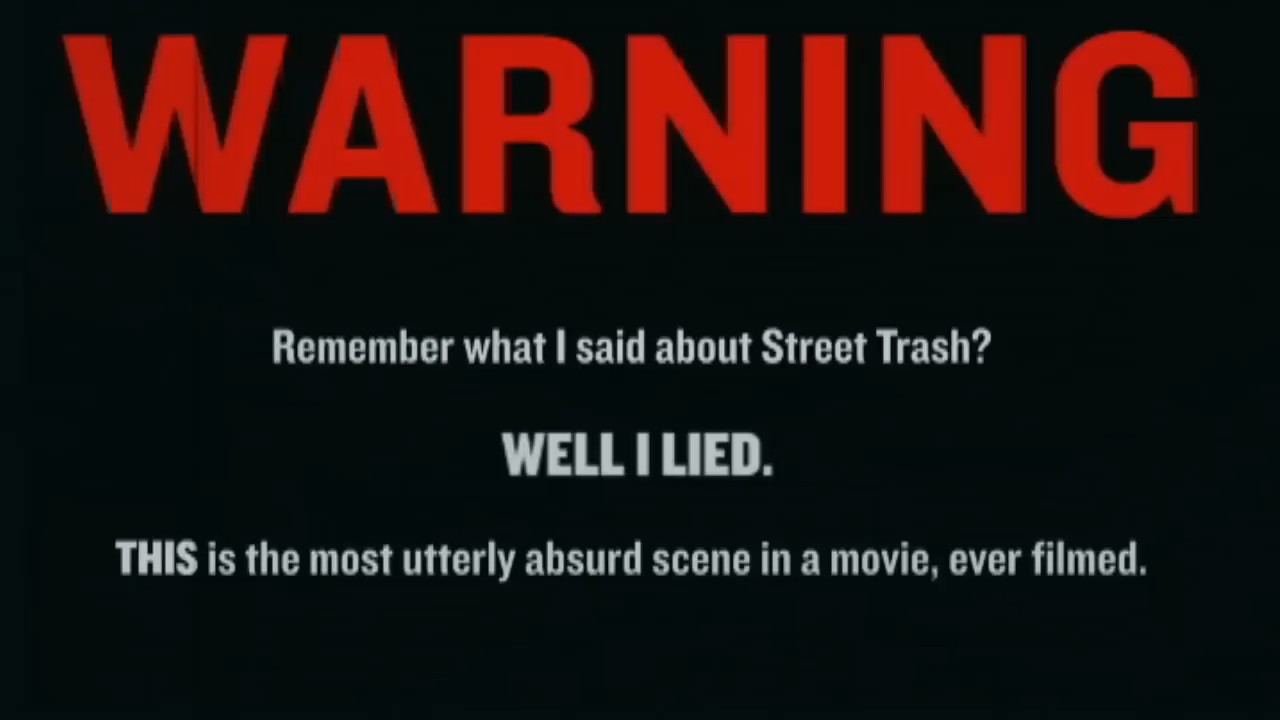 WARNING
Remember what I said about Street Trash?
WELL I LIED.
THIS is the most utterly absurd scene in a movie, ever filmed.